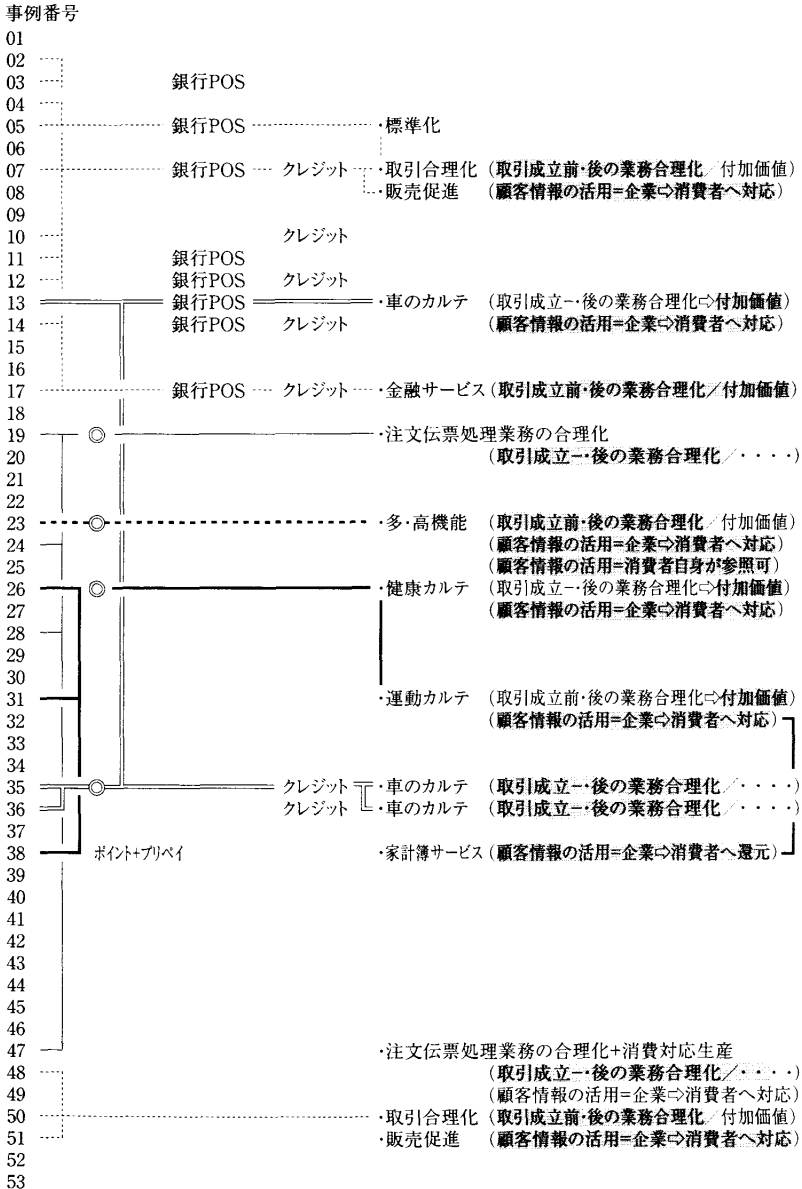 事例番号
01
02
03 銀行POS
04
05 銀行POS ・標準化
06
07 銀行POS クレジット ・取引合理化 (取引成立前・後の業務合理化/付加価値)
08 ・販売促進 (顧客情報の活用=企業⇨消費者へ対応)
09
10 クレジット
11 銀行POS
12 銀行POS クレジット
13 銀行POS ・車のカルテ (取引成立−・後の業務合理化⇨付加価値)
14 銀行POS クレジット (顧客情報の活用=企業⇨消費者へ対応)
15
16
17 銀行POS クレジット ・金融サービス (取引成立前・後の業務合理化/付加価値)
18
19 ◎ ・注文伝票処理業務の合理化
20 (取引成立−・後の業務合理化/・・・・)
21
22
23 ◎ ・多・高機能 (取引成立前・後の業務合理化/付加価値)
24 (顧客情報の活用=企業⇨消費者へ対応)
25 (顧客情報の活用=消費者自身が参照可)
26 ◎ ・健康カルテ (取引成立−・後の業務合理化⇨付加価値)
27 (顧客情報の活用=企業⇨消費者へ対応)
28
29
30
31 ・運動カルテ (取引成立前・後の業務合理化⇨付加価値)
32 (顧客情報の活用=企業⇨消費者へ対応)
33
34
35 ◎ クレジット ・車のカルテ (取引成立−・後の業務合理化/・・・・)
36 クレジット ・車のカルテ (取引成立−・後の業務合理化/・・・・)
37
38 ポイント+プリペイ ・家計簿サービス (顧客情報の活用=企業⇨消費者へ還元)
39
40
41
42
43
44
45
46
47 ・注文伝票処理業務の合理化+消費対応生産
48 (取引成立−・後の業務合理化/・・・・)
49 (顧客情報の活用=企業⇨消費者へ対応)
50 ・取引合理化 (取引成立前・後の業務合理化/付加価値)
51 ・販売促進 (顧客情報の活用=企業⇨消費者へ対応)
52
53